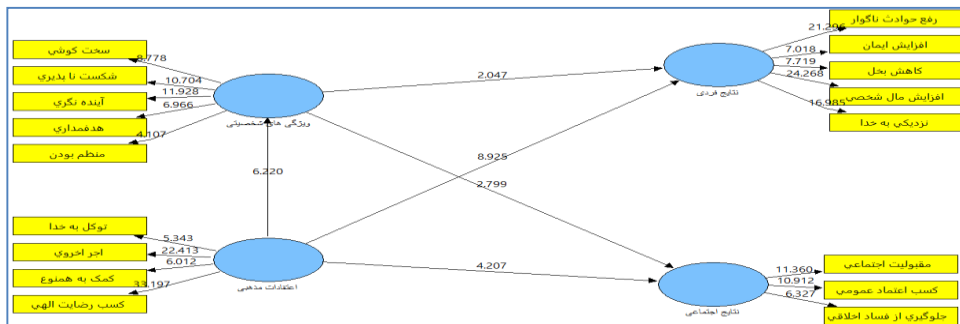 سخت کوشي
8.778
شکست نا پذيري
10.704
آينده نگري
11.928
هدفمداري
6.966
منظم بودن
4.107
ویژگی های شخصیتی
توکل به خدا
5.343
اجر اخروي
22.413
کمک به همنوع
6.012
کسب رضايت الهي
33.197
اعتقادات مذهبی
6.220
2.047
8.925
2.799
4.207
رفع حوادث ناگوار
21.296
افزايش ايمان
7.018
کاهش بخل
7.719
افزايش مال شخصي
24.268
نزديکي به خدا
16.985
نتایج فردی
مقبوليت اجتماعي
11.360
کسب اعتماد عمومي
10.912
جلوگيري از فساد اخلاقي
6.327
نتایج اجتماعی